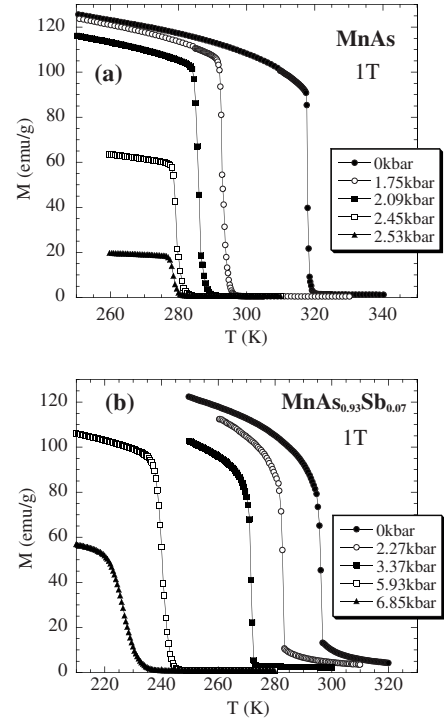 (a)
MnAs
1T
M (emu/g)
120
100
80
60
40
20
0
0kbar
1.75kbar
2.09kbar
2.45kbar
2.53kbar
260
280
300
320
340
T (K)
(b)
MnAs0.93Sb0.07
1T
M (emu/g)
120
100
80
60
40
20
0
0kbar
2.27kbar
3.37kbar
5.93kbar
6.85kbar
220
240
260
280
300
320
T (K)